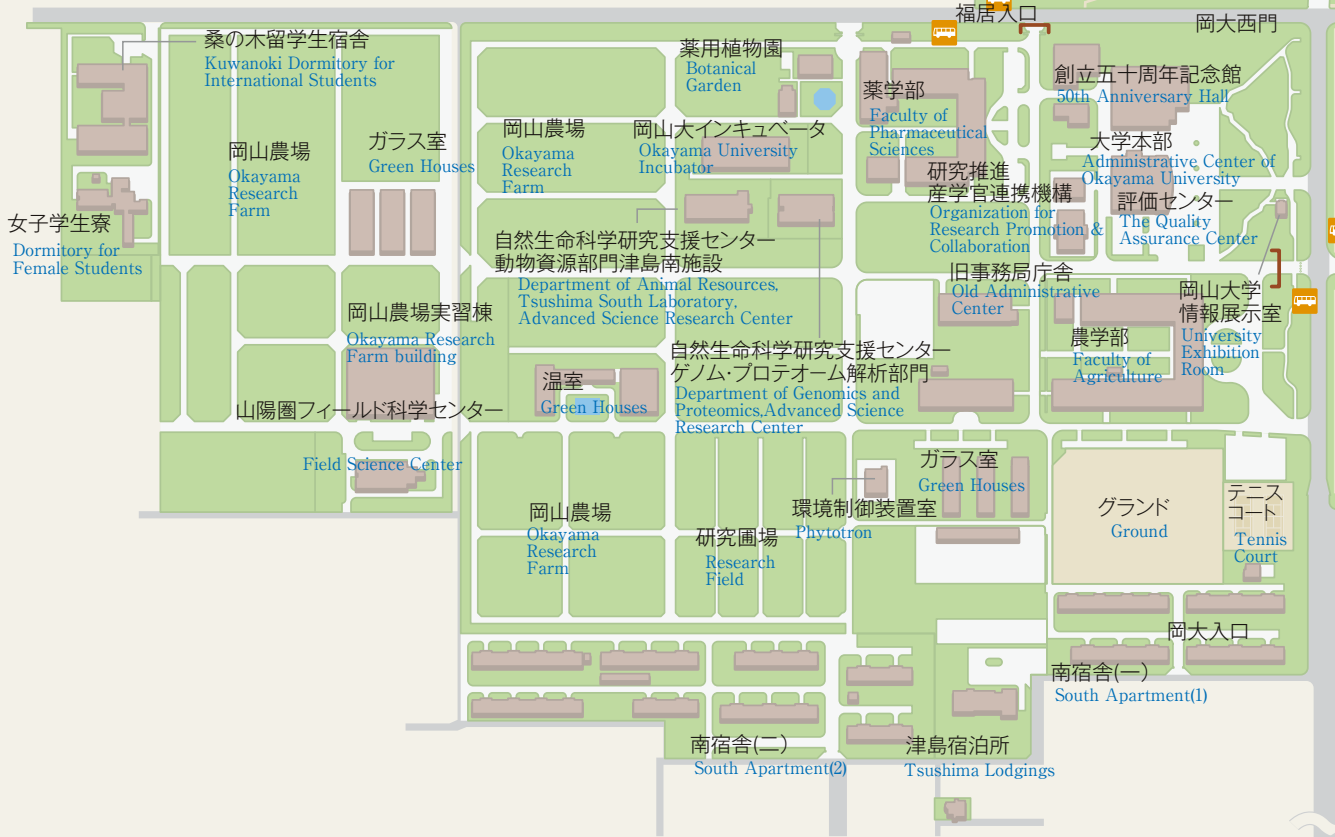 福居入口
岡大西門
桑の木留学生宿舎
Kuwanoki Dormitory for
International Students
薬用植物園
Botanical
Garden
薬学部
Faculty of
Pharmaceutical
Sciences
創立五十周年記念館
50th Anniversary Hall
岡山農場
Okayama
Research
Farm
ガラス室
Green Houses
岡山農場
Okayama
Research
Farm
岡山大インキュベータ
Okayama University
Incubator
大学本部
Administrative Center of
Okayama University
研究推進
産学官連携機構
Organization for
Research Promotion &
Collaboration
評価センター
The Quality
Assurance Center
女子学生寮
Dormitory for
Female Students
自然生命科学研究支援センター
動物資源部門津島南施設
Department of Animal Resources,
Tsushima South Laboratory,
Advanced Science Research Center
旧事務局庁舎
Old Administrative
Center
岡山大学
情報展示室
University
Exhibition
Room
岡山農場実習棟
Okayama Research
Farm building
農学部
Faculty of
Agriculture
自然生命科学研究支援センター
ゲノム・プロテオーム解析部門
Department of Genomics and
Proteomics,Advanced Science
Research Center
温室
Green Houses
山陽圏フィールド科学センター
Field Science Center
ガラス室
Green Houses
環境制御装置室
Phytotron
グランド
Ground
テニス
コート
Tennis
Court
岡山農場
Okayama
Research
Farm
研究圃場
Research
Field
岡大入口
南宿舎(一)
South Apartment(1)
南宿舎(二)
South Apartment(2)
津島宿泊所
Tsushima Lodgings